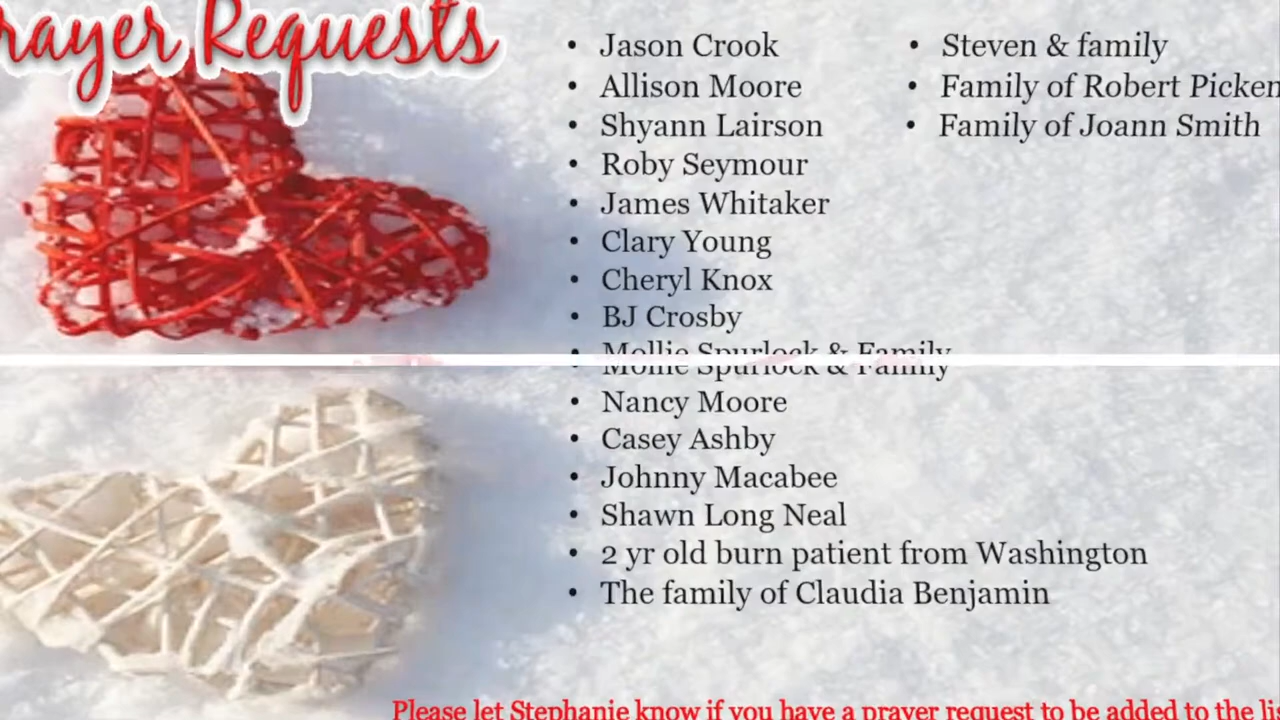 rayer Requests
Jason Crook
Allison Moore
Shyann Lairson
Roby Seymour
James Whitaker
Clary Young
Cheryl Knox
BJ Crosby
Mollie Spurlock & Family
Nancy Moore
Casey Ashby
Johnny Macabee
Shawn Long Neal
2 yr old burn patient from Washington
The family of Claudia Benjamin
Steven & family
Family of Robert Picken
Family of Joann Smith
Please let Stephanie know if you have a prayer request to be added to the li